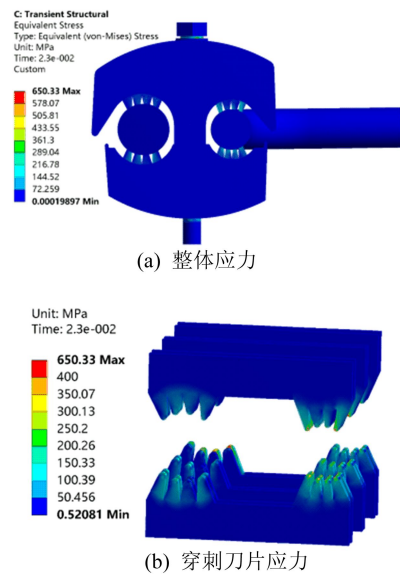 C: Transient Structural
Equivalent Stress
Type: Equivalent (von-Mises) Stress
Unit: MPa
Time: 2.3e-002
Custom
650.33 Max
578.07
505.81
433.55
361.3
289.04
216.78
144.52
72.259
0.00019897 Min
(a) 整体应力
Unit: MPa
Time: 2.3e-002
650.33 Max
400
350.07
300.13
250.2
200.26
150.33
100.39
50.456
0.52081 Min
(b) 穿刺刀片应力